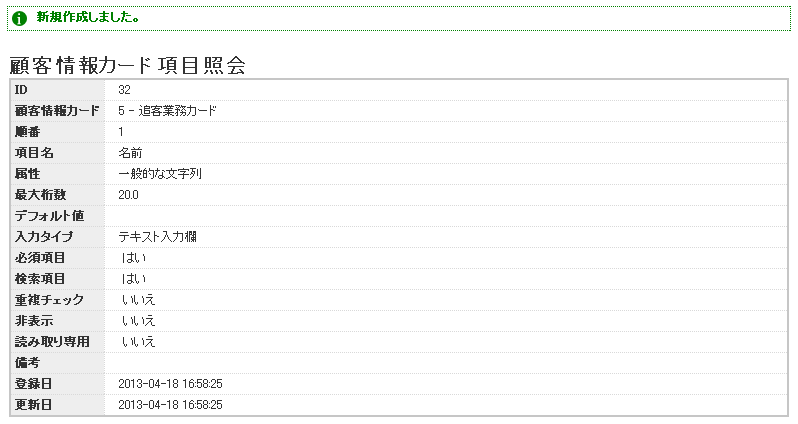 新規作成しました。
顧客情報カード項目照会
ID 32
顧客情報カード 5 - 追客業務カード
順番 1
項目名 名前
属性 一般的な文字列
最大桁数 20.0
デフォルト値
入力タイプ テキスト入力欄
必須項目 はい
検索項目 はい
重複チェック いいえ
非表示 いいえ
読み取り専用 いいえ
備考
登録日 2013-04-18 16:58:25
更新日 2013-04-18 16:58:25